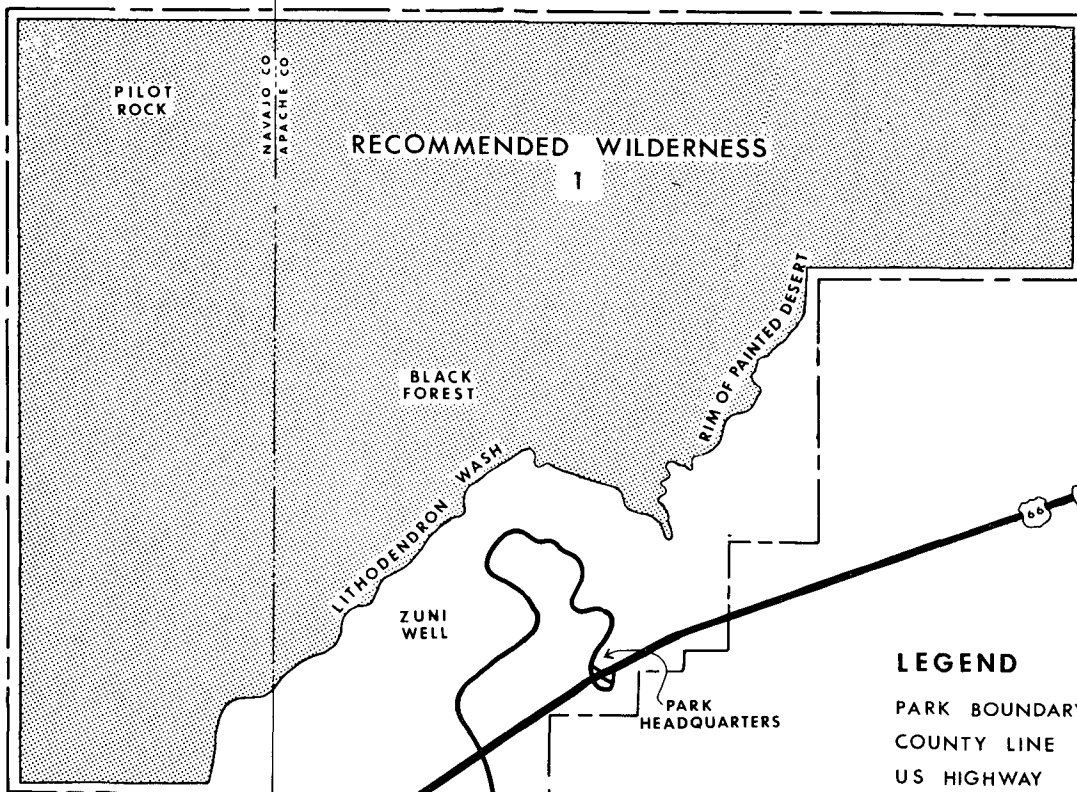 PILOT
ROCK
NAVAJO CO
APACHE CO
RECOMMENDED WILDERNESS
1
RIM OF PAINTED DESERT
BLACK
FOREST
LITHODENDRON WASH
66
ZUNI
WELL
PARK
HEADQUARTERS
LEGEND
PARK BOUNDARY
COUNTY LINE
US HIGHWAY